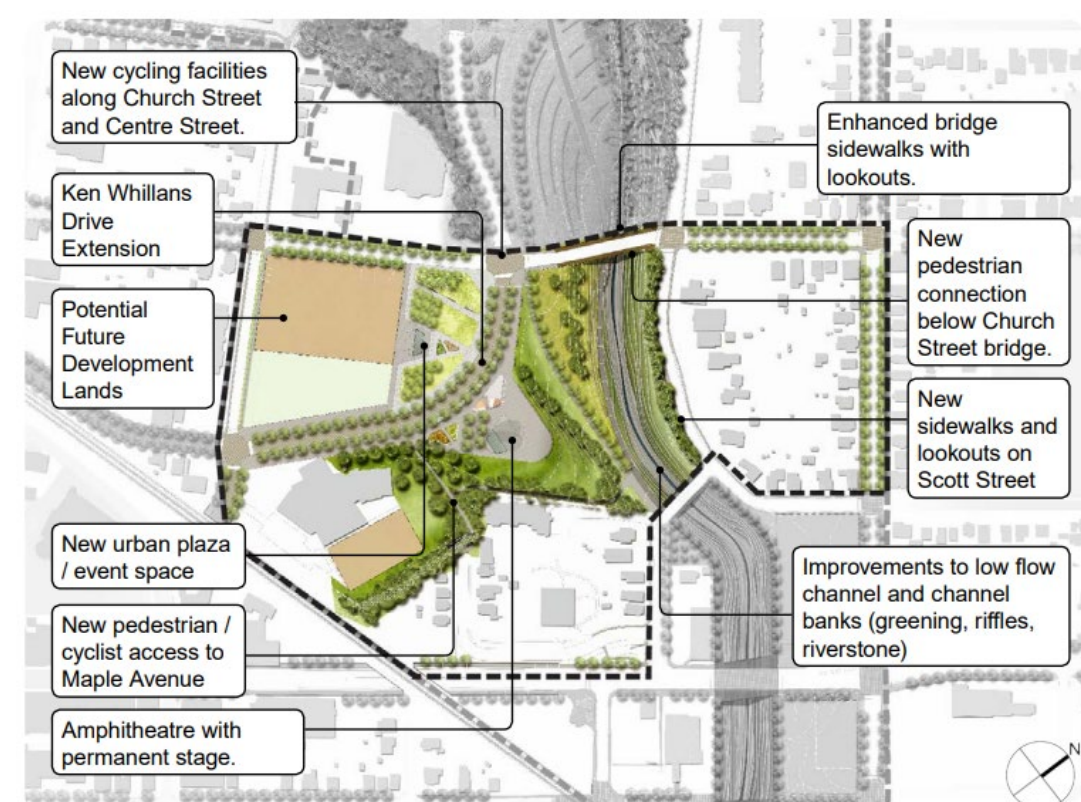 New cycling facilities
along Church Street
and Centre Street.
Ken Whillans
Drive
Extension
Potential
Future
Development
Lands
New urban plaza
/ event space
New pedestrian /
cyclist access to
Maple Avenue
Amphitheatre with
permanent stage.
Enhanced bridge
sidewalks with
lookouts.
New
pedestrian
connection
below Church
Street bridge.
New
sidewalks and
lookouts on
Scott Street
Improvements to low flow
channel and channel
banks (greening, riffles,
riverstone)
N